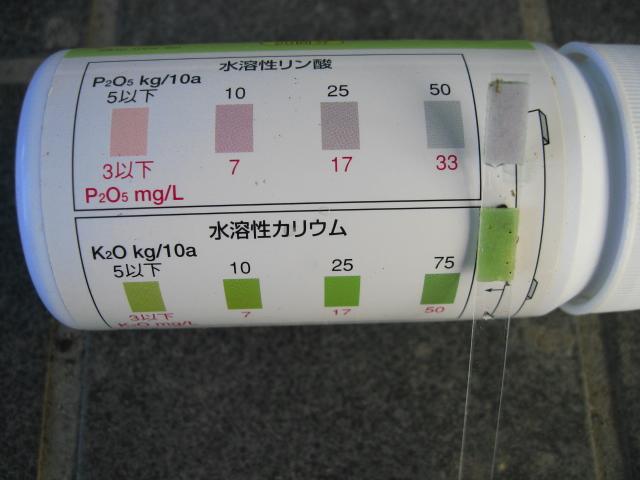 水溶性リン酸
P₂O₅ kg/10a
5以下 10 25 50
3以下 7 17 33
P₂O₅ mg/L
水溶性カリウム
K₂O kg/10a
5以下 10 25 75
3以下 7 17 50
K₂O mg/L